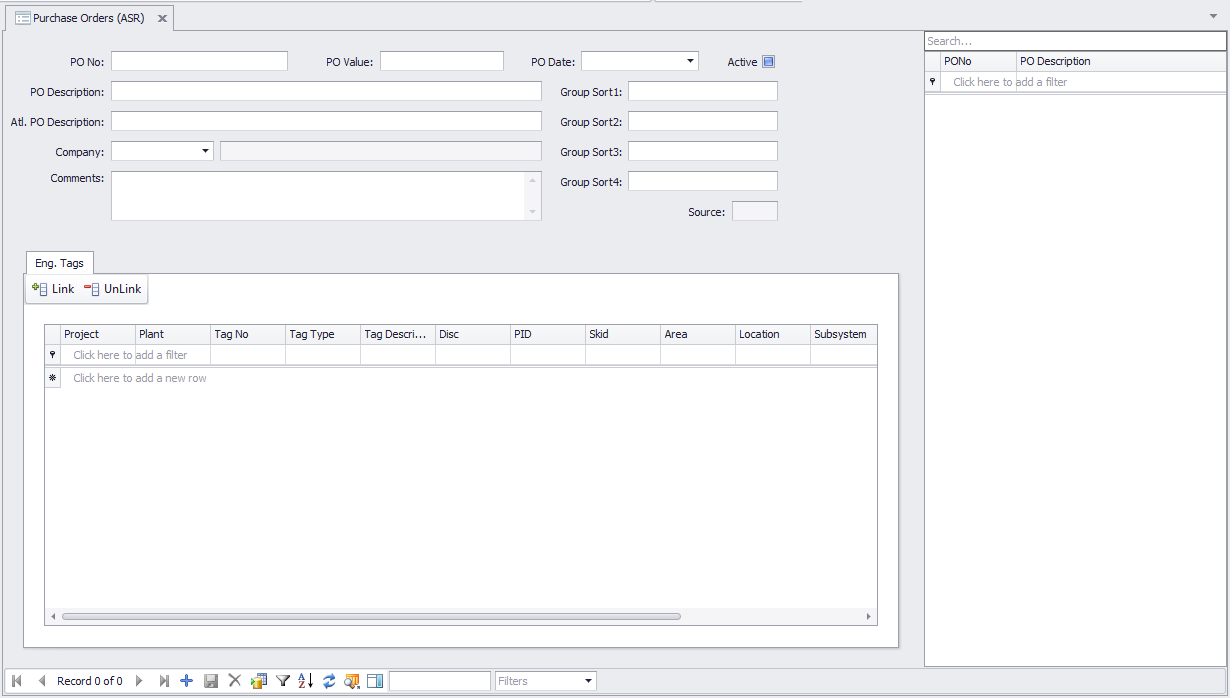 Purchase Orders (ASR)
Search...
PONo PO Description
Click here to add a filter
PO No: PO Value: PO Date: Active
PO Description: Group Sort1:
Atl. PO Description: Group Sort2:
Company: Group Sort3:
Comments: Group Sort4:
Source:
Eng. Tags
Link UnLink
Project Plant Tag No Tag Type Tag Descri... Disc PID Skid Area Location Subsystem
Click here to add a filter
Click here to add a new row
Record 0 of 0 Filters